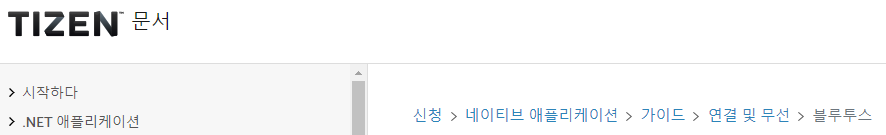 TIZEN™ 문서
시작하다
.NET 애플리케이션
신청 > 네이티브 애플리케이션 > 가이드 > 연결 및 무선 > 블루투스